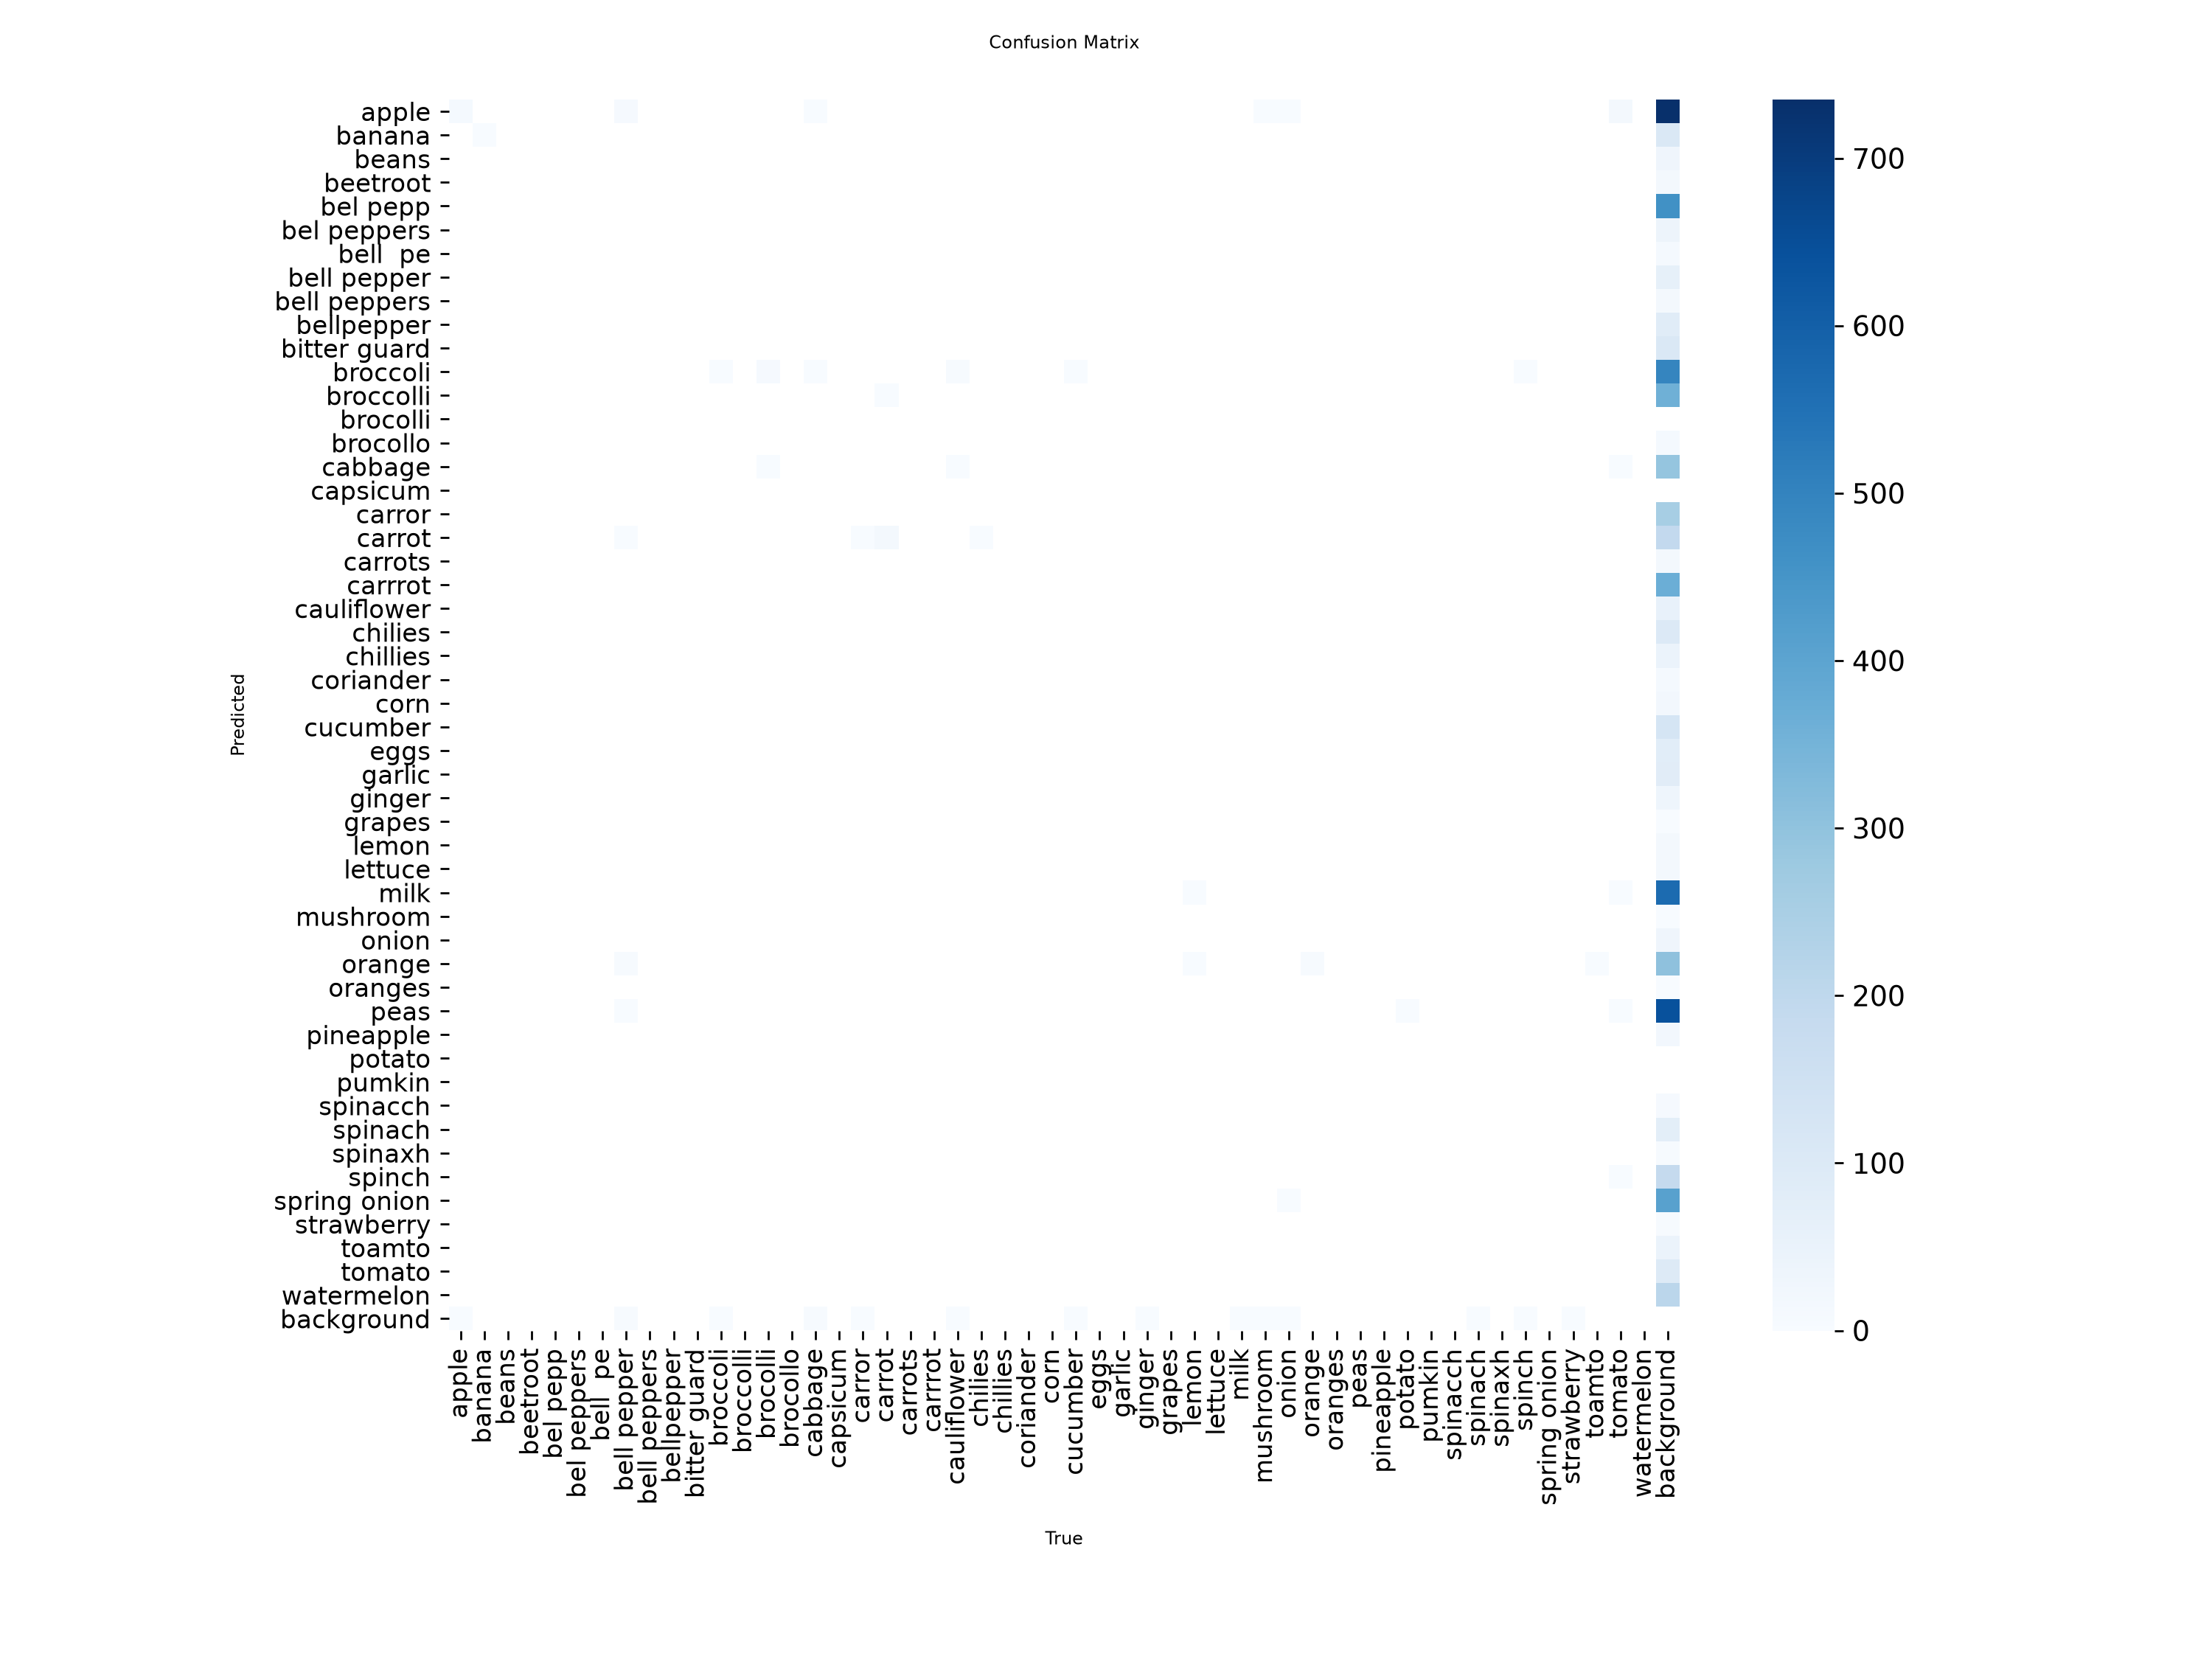 Confusion Matrix
apple
banana
beans
beetroot
bel pepp
bel peppers
bell  pe
bell pepper
bell peppers
bellpepper
bitter guard
broccoli
broccolli
brocolli
brocollo
cabbage
capsicum
carror
carrot
carrots
carrrot
cauliflower
chilies
chillies
coriander
corn
cucumber
eggs
garlic
ginger
grapes
lemon
lettuce
milk
mushroom
onion
orange
oranges
peas
pineapple
potato
pumkin
spinacch
spinach
spinaxh
spinch
spring onion
strawberry
toamto
tomato
watermelon
background
Predicted
apple
banana
beans
beetroot
bel pepp
bel peppers
bell  pe
bell pepper
bell peppers
bellpepper
bitter guard
broccoli
broccolli
brocolli
brocollo
cabbage
capsicum
carror
carrot
carrots
carrrot
cauliflower
chilies
chillies
coriander
corn
cucumber
eggs
garlic
ginger
grapes
lemon
lettuce
milk
mushroom
onion
orange
oranges
peas
pineapple
potato
pumkin
spinacch
spinach
spinaxh
spinch
spring onion
strawberry
toamto
tomato
watermelon
background
True
700
600
500
400
300
200
100
0